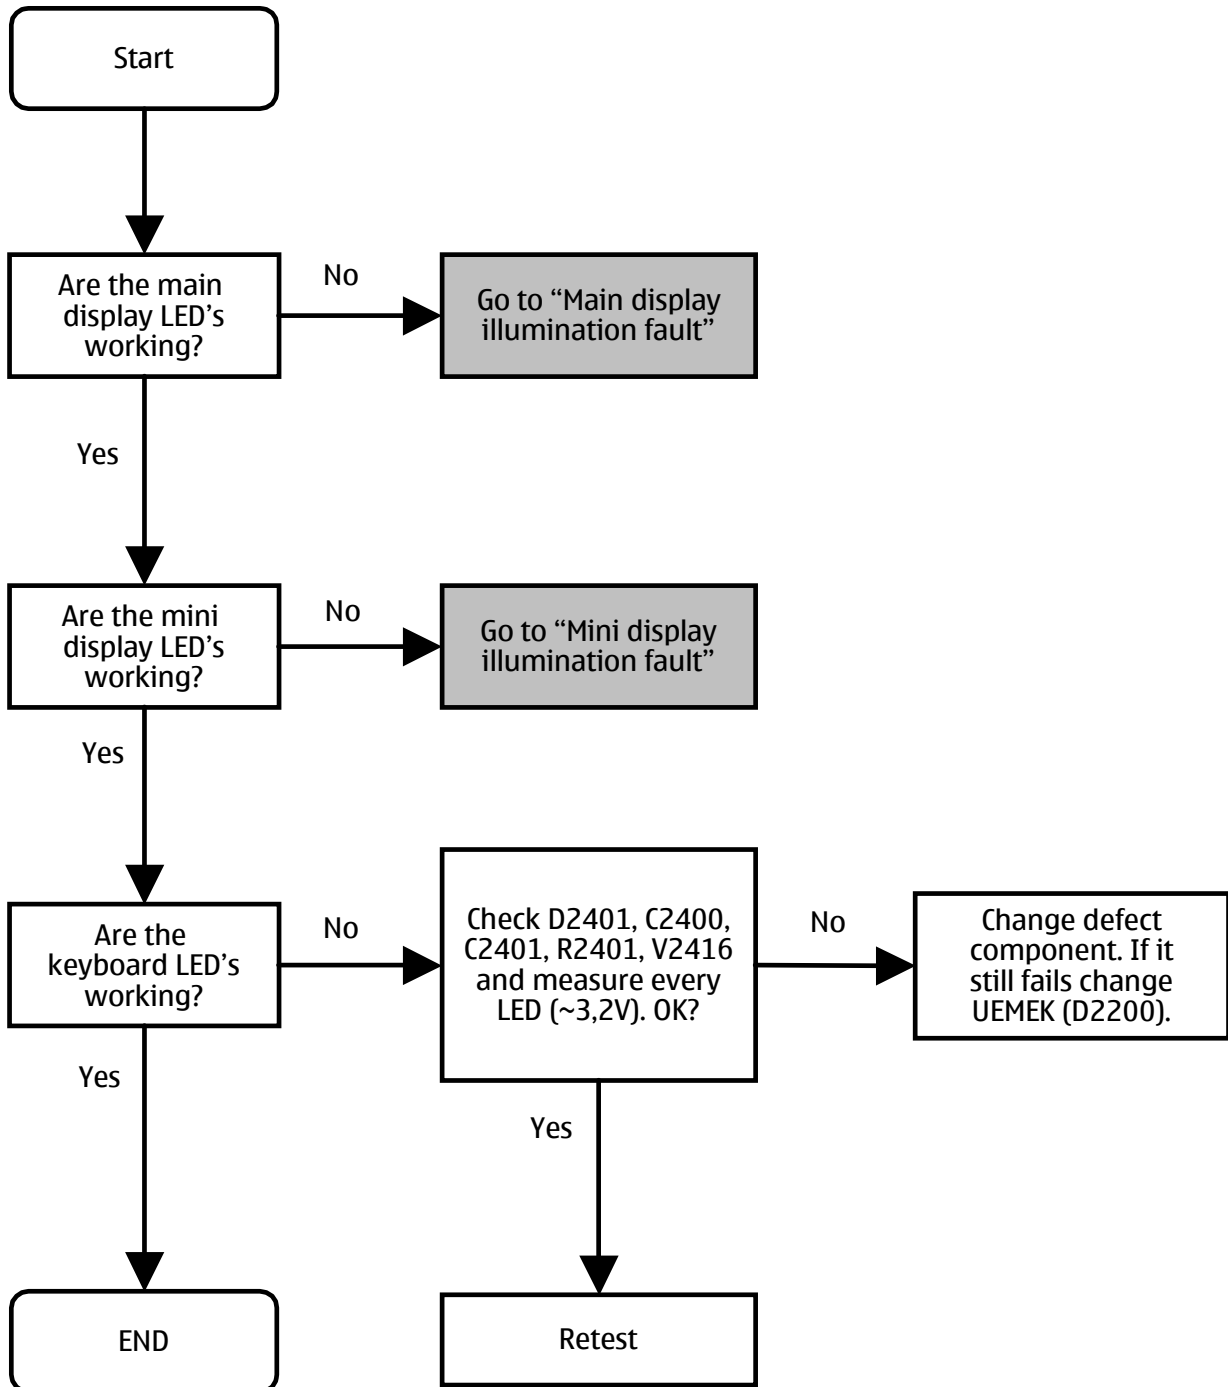 Start
Are the main
display LED's
working?
No
Go to “Main display
illumination fault”
Yes
Are the mini
display LED's
working?
No
Go to “Mini display
illumination fault”
Yes
Are the
keyboard LED's
working?
No
Check D2401, C2400,
C2401, R2401, V2416
and measure every
LED (~3,2V). OK?
No
Change defect
component. If it
still fails change
UEMEK (D2200).
Yes
Yes
END
Retest